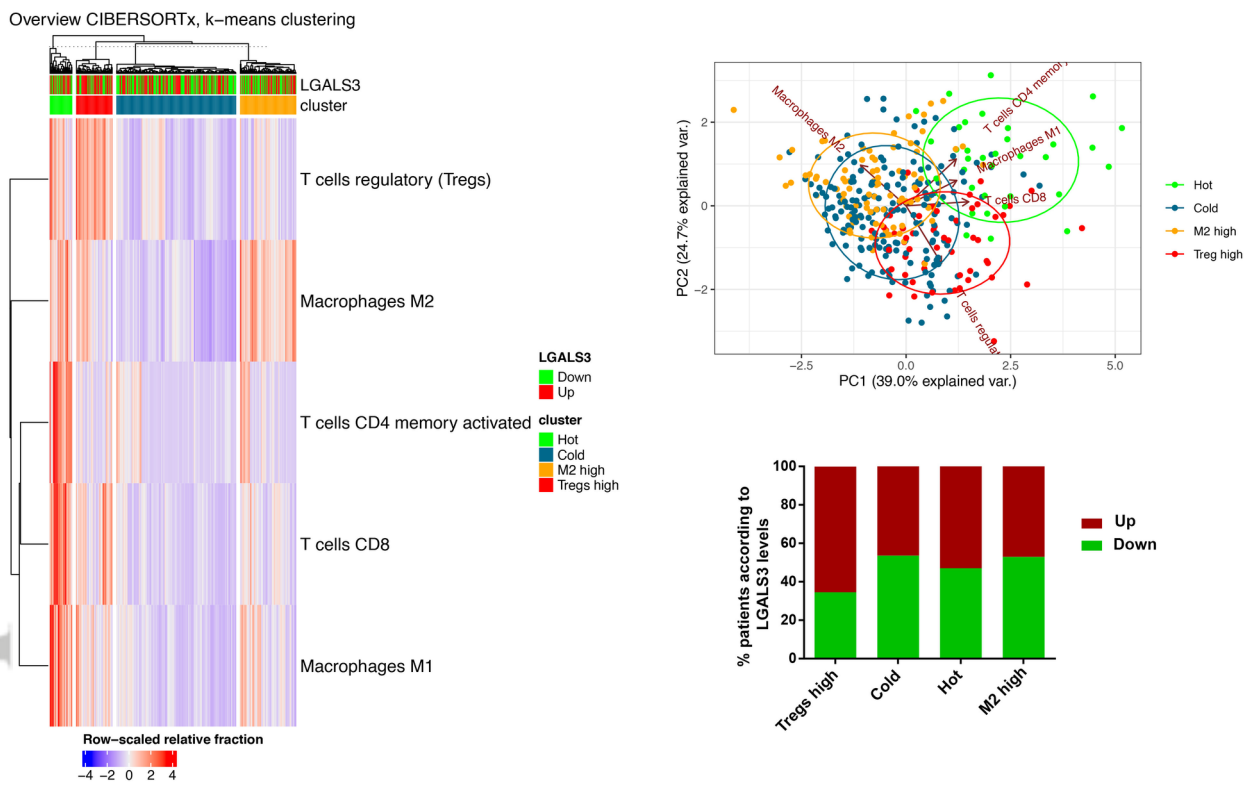 Overview CIBERSORTx, k−means clustering
LGALS3
cluster
T cells regulatory (Tregs)
Macrophages M2
T cells CD4 memory activated
T cells CD8
Macrophages M1
Row−scaled relative fraction
−4 −2 0 2 4
LGALS3
Down
Up
cluster
Hot
Cold
M2 high
Tregs high
PC2 (24.7% explained var.)
2
0
−2
Macrophages M2
T cells CD4 memory
Macrophages M1
T cells CD8
T cells regulat
−2.5 0.0 2.5 5.0
PC1 (39.0% explained var.)
Hot
Cold
M2 high
Treg high
% patients according to
LGALS3 levels
100
80
60
40
20
0
Tregs high
Cold
Hot
M2 high
Up
Down